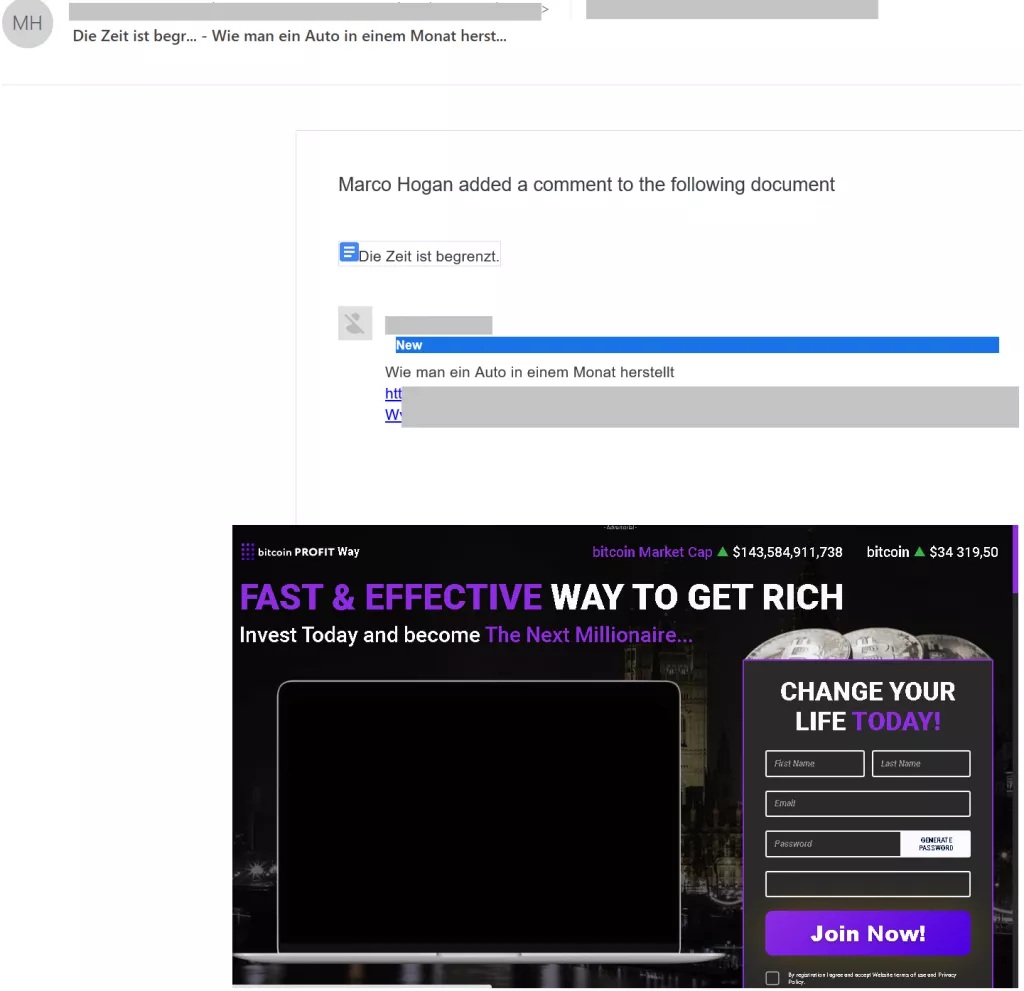 MH
>
Die Zeit ist begr... - Wie man ein Auto in einem Monat herst...
Marco Hogan added a comment to the following document
Die Zeit ist begrenzt.
New
Wie man ein Auto in einem Monat herstellt
htt
bitcoin PROFIT Way
bitcoin Market Cap ▲ $143,584,911,738 bitcoin ▲ $34 319,50
FAST & EFFECTIVE WAY TO GET RICH
Invest Today and become The Next Millionaire...
CHANGE YOUR
LIFE TODAY!
First Name Last Name
Email
Password GENERATE
PASSWORD
Join Now!
By registration I agree and accept Website terms of use and Privacy
Policy.